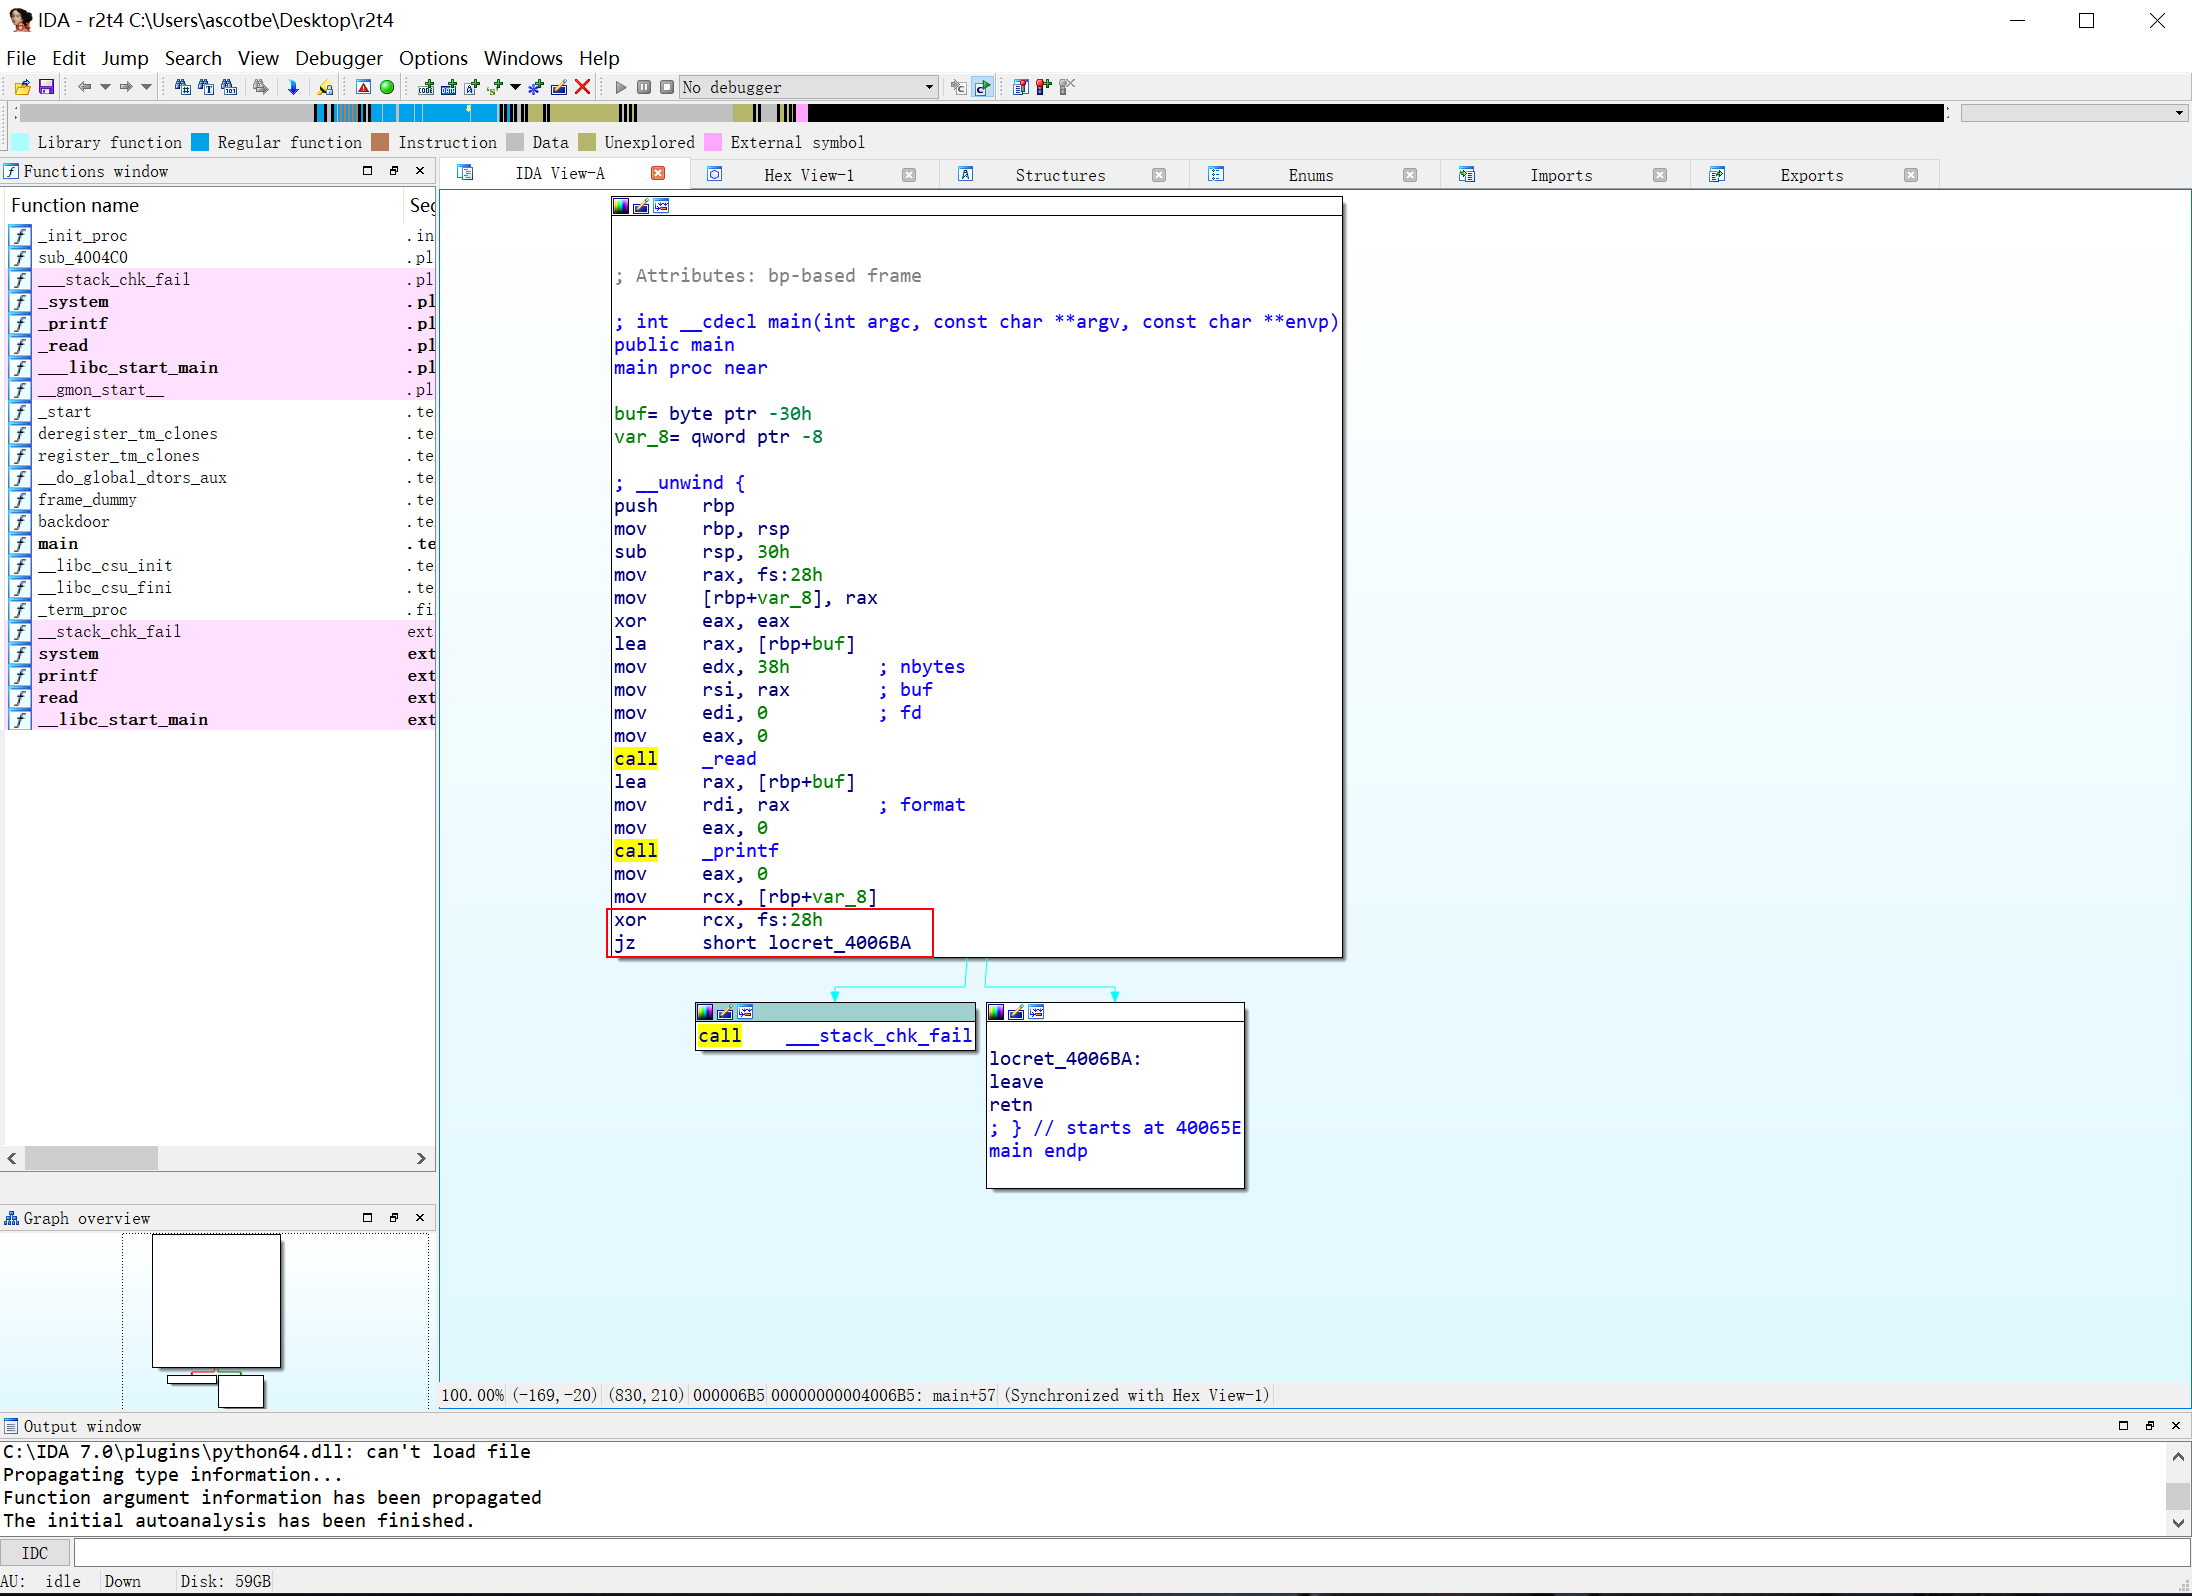 IDA - r2t4 C:\Users\ascotbe\Desktop\r2t4
File Edit Jump Search View Debugger Options Windows Help
No debugger
Library function Regular function Instruction Data Unexplored External symbol
Functions window
IDA View-A
Hex View-1
Structures
Enums
Imports
Exports
Function name Seg
_init_proc .in
sub_4004C0 .pl
___stack_chk_fail .pl
_system .pl
_printf .pl
_read .pl
___libc_start_main .pl
__gmon_start__ .pl
_start .te
deregister_tm_clones .te
register_tm_clones .te
__do_global_dtors_aux .te
frame_dummy .te
backdoor .te
main .te
__libc_csu_init .te
__libc_csu_fini .te
_term_proc .fi
__stack_chk_fail ext
system ext
printf ext
read ext
__libc_start_main ext
; Attributes: bp-based frame
; int __cdecl main(int argc, const char **argv, const char **envp)
public main
main proc near
buf= byte ptr -30h
var_8= qword ptr -8
; __unwind {
push rbp
mov rbp, rsp
sub rsp, 30h
mov rax, fs:28h
mov [rbp+var_8], rax
xor eax, eax
lea rax, [rbp+buf]
mov edx, 38h ; nbytes
mov rsi, rax ; buf
mov edi, 0 ; fd
mov eax, 0
call _read
lea rax, [rbp+buf]
mov rdi, rax ; format
mov eax, 0
call _printf
mov eax, 0
mov rcx, [rbp+var_8]
xor rcx, fs:28h
jz short locret_4006BA
call ___stack_chk_fail
locret_4006BA:
leave
retn
; } // starts at 40065E
main endp
Graph overview
100.00% (-169,-20) (830,210) 000006B5 00000000004006B5: main+57 (Synchronized with Hex View-1)
Output window
C:\IDA 7.0\plugins\python64.dll: can't load file
Propagating type information...
Function argument information has been propagated
The initial autoanalysis has been finished.
IDC
AU: idle Down Disk: 59GB